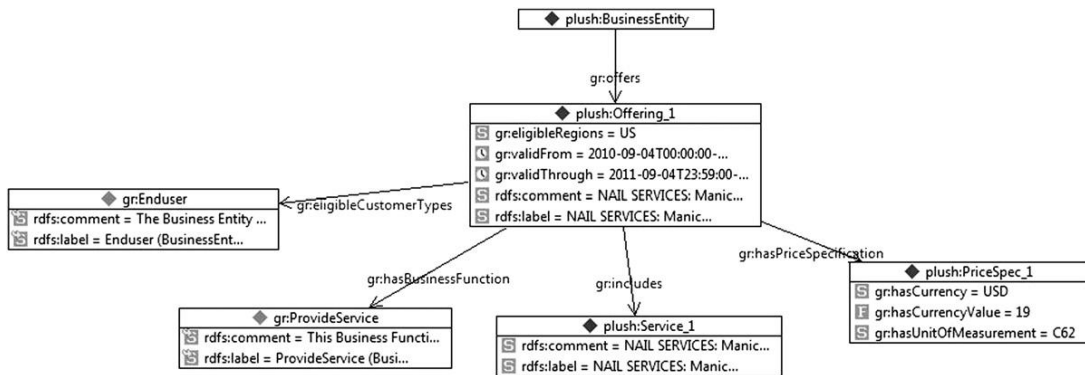 plush:BusinessEntity
gr:offers
plush:Offering_1
gr:eligibleRegions = US
gr:validFrom = 2010-09-04T00:00:00-...
gr:validThrough = 2011-09-04T23:59:00-...
rdfs:comment = NAIL SERVICES: Manic...
rdfs:label = NAIL SERVICES: Manic...
gr:Enduser
rdfs:comment = The Business Entity ...
rdfs:label = Enduser (BusinessEnt...
gr:eligibleCustomerTypes
gr:hasBusinessFunction
gr:includes
gr:hasPriceSpecification
gr:ProvideService
rdfs:comment = This Business Functi...
rdfs:label = ProvideService (Busi...
plush:Service_1
rdfs:comment = NAIL SERVICES: Manic...
rdfs:label = NAIL SERVICES: Manic...
plush:PriceSpec_1
S gr:hasCurrency = USD
F gr:hasCurrencyValue = 19
S gr:hasUnitOfMeasurement = C62